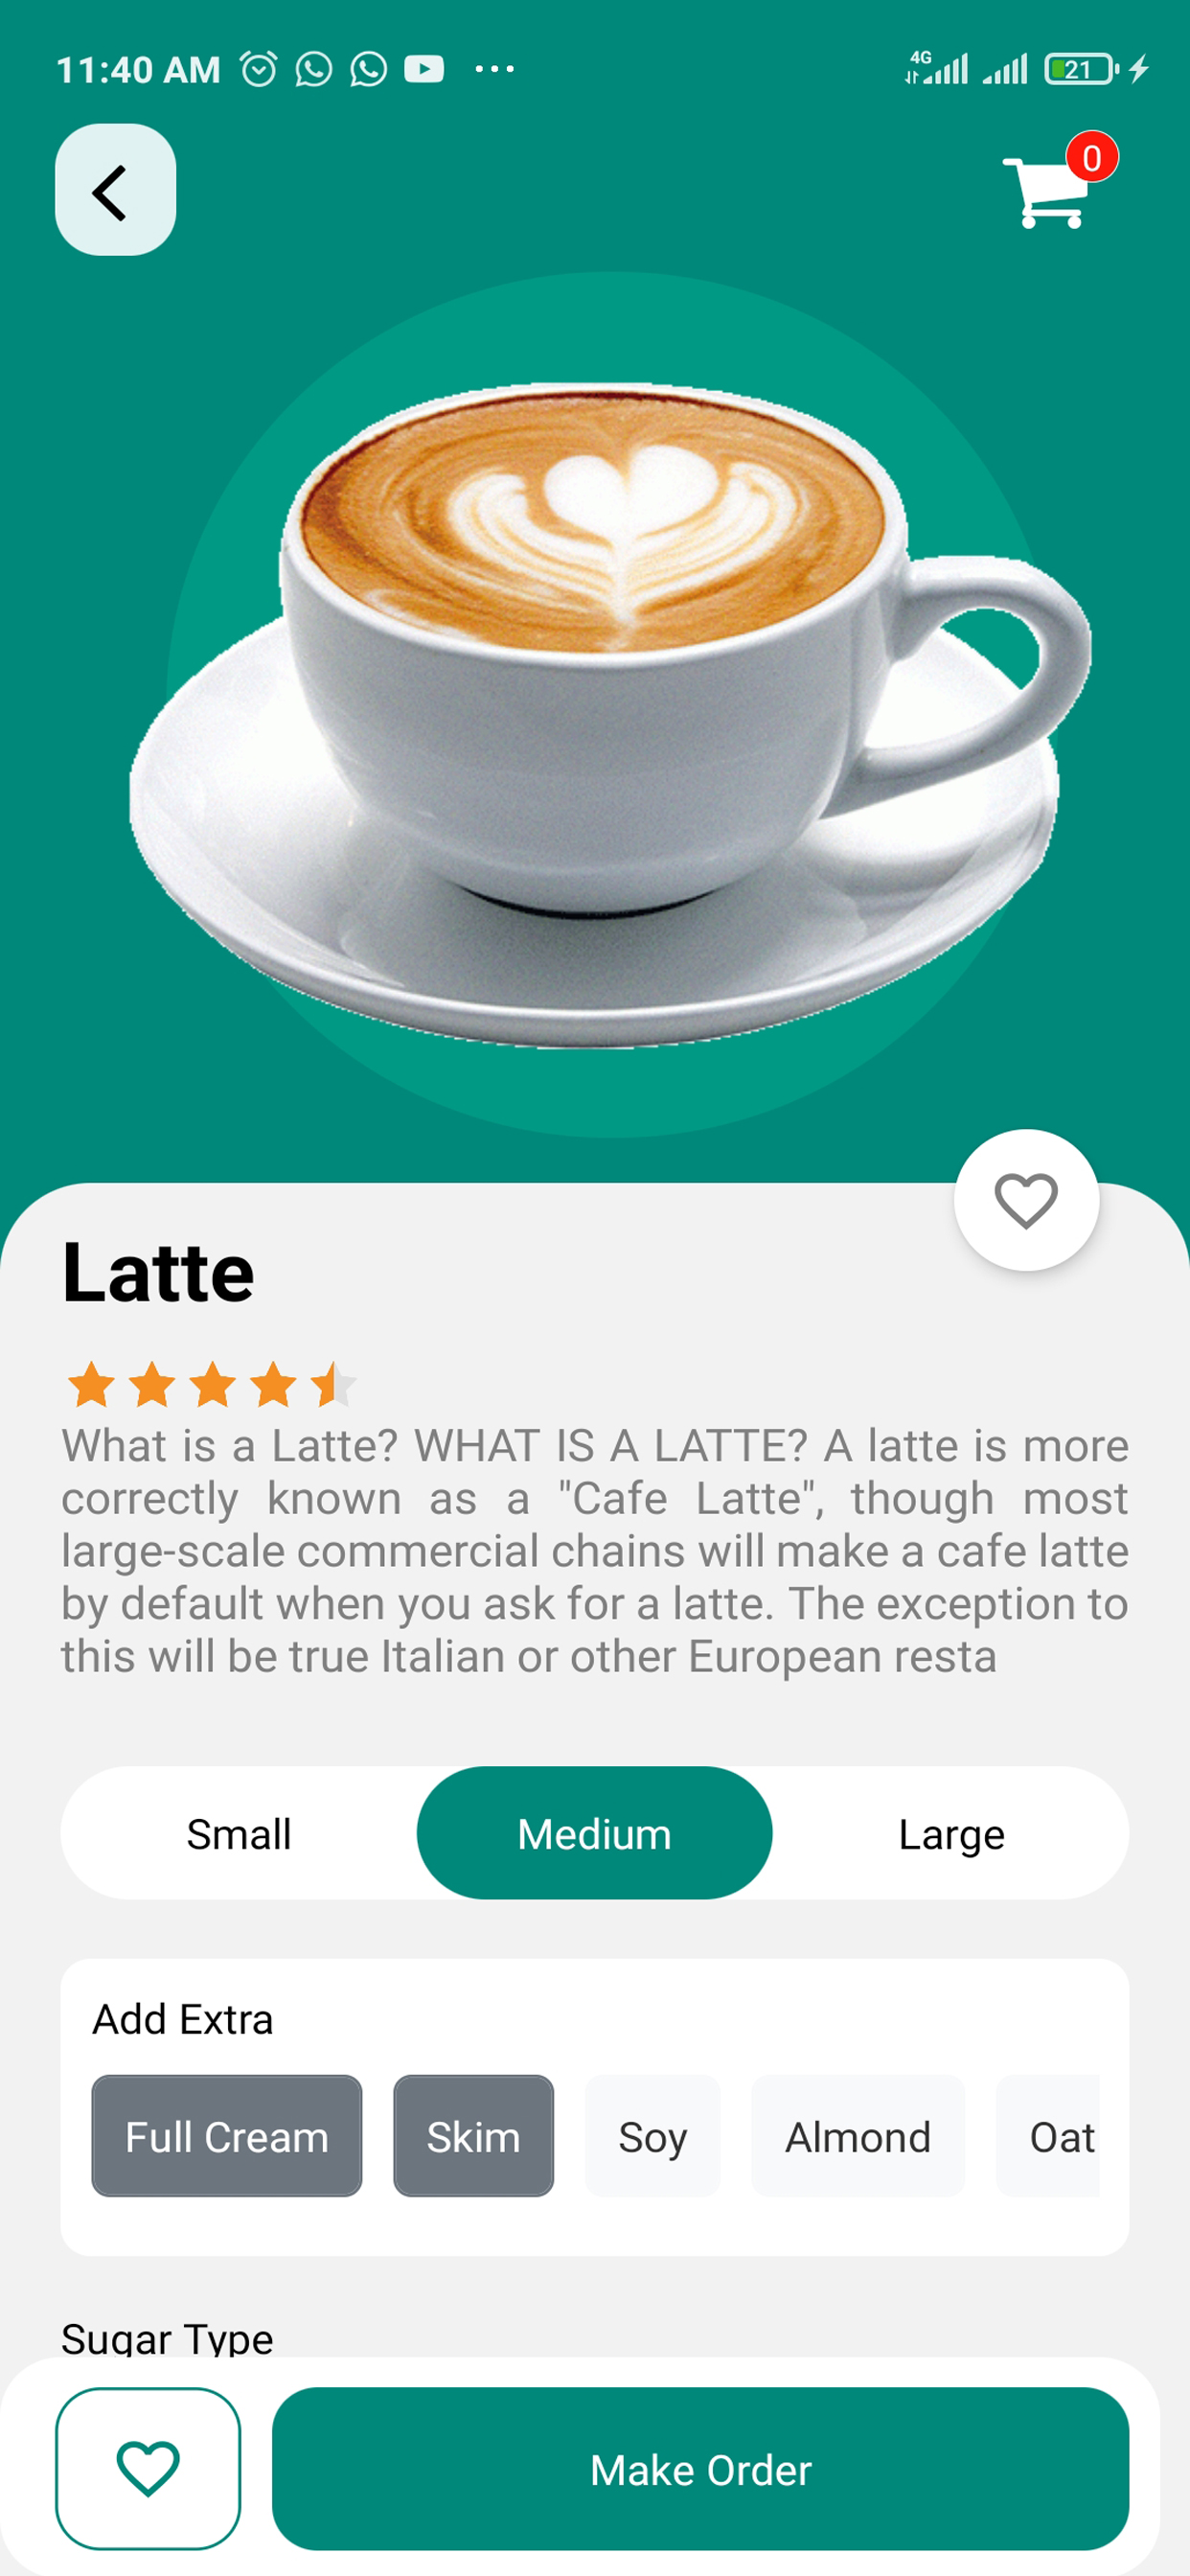 11:40 AM
4G
21
0
Latte
What is a Latte? WHAT IS A LATTE? A latte is more
correctly known as a "Cafe Latte", though most
large-scale commercial chains will make a cafe latte
by default when you ask for a latte. The exception to
this will be true Italian or other European resta
Small Medium Large
Add Extra
Full Cream Skim Soy Almond Oat
Sugar Type
Make Order